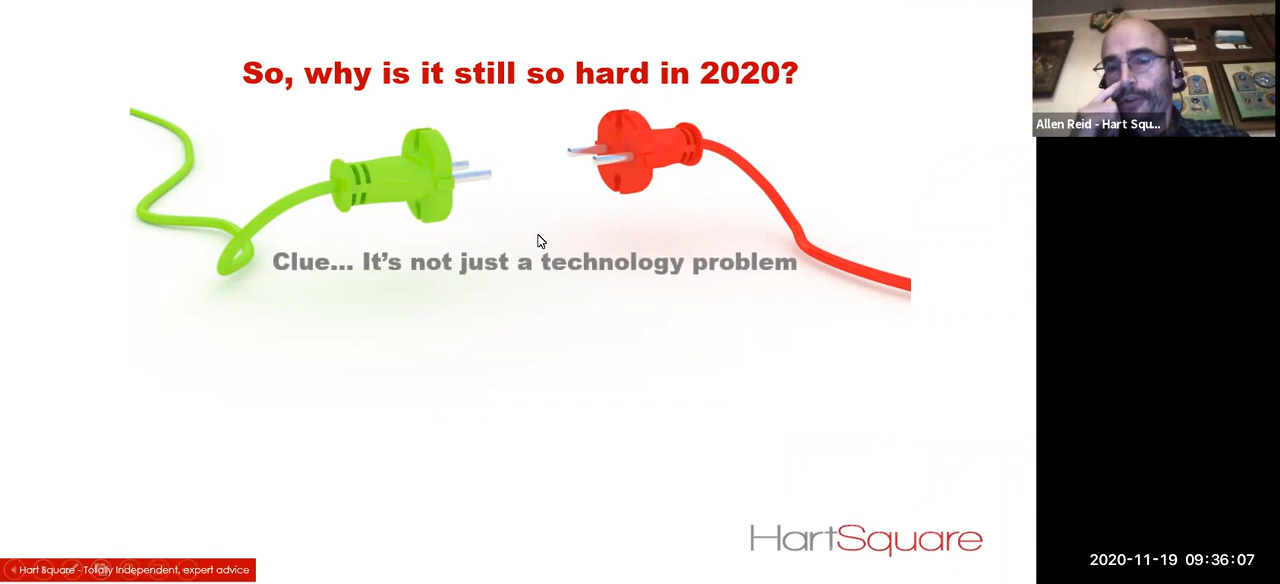 So, why is it still so hard in 2020?
Clue... It's not just a technology problem
HartSquare
Hart Square - Totally Independent, expert advice
Allen Reid - Hart Squ...
2020-11-19 09:36:07